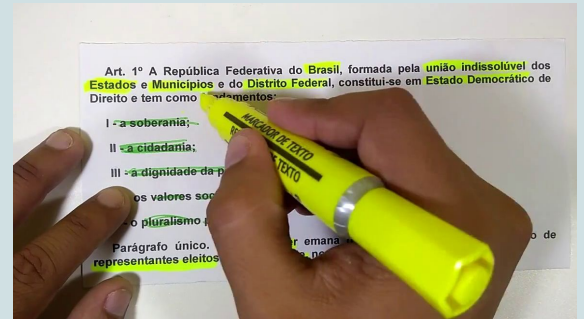 Art. 1º A República Federativa do Brasil, formada pela união indissolúvel dos
Estados e Municípios e do Distrito Federal, constitui-se em Estado Democrático de
Direito e tem como
I - a soberania;
II - a cidadania;
III - a dignidade da
os valores
o pluralismo
Parágrafo único. emana de
representantes eleitos
MARCADOR DE TEXTO
DE TEXTO